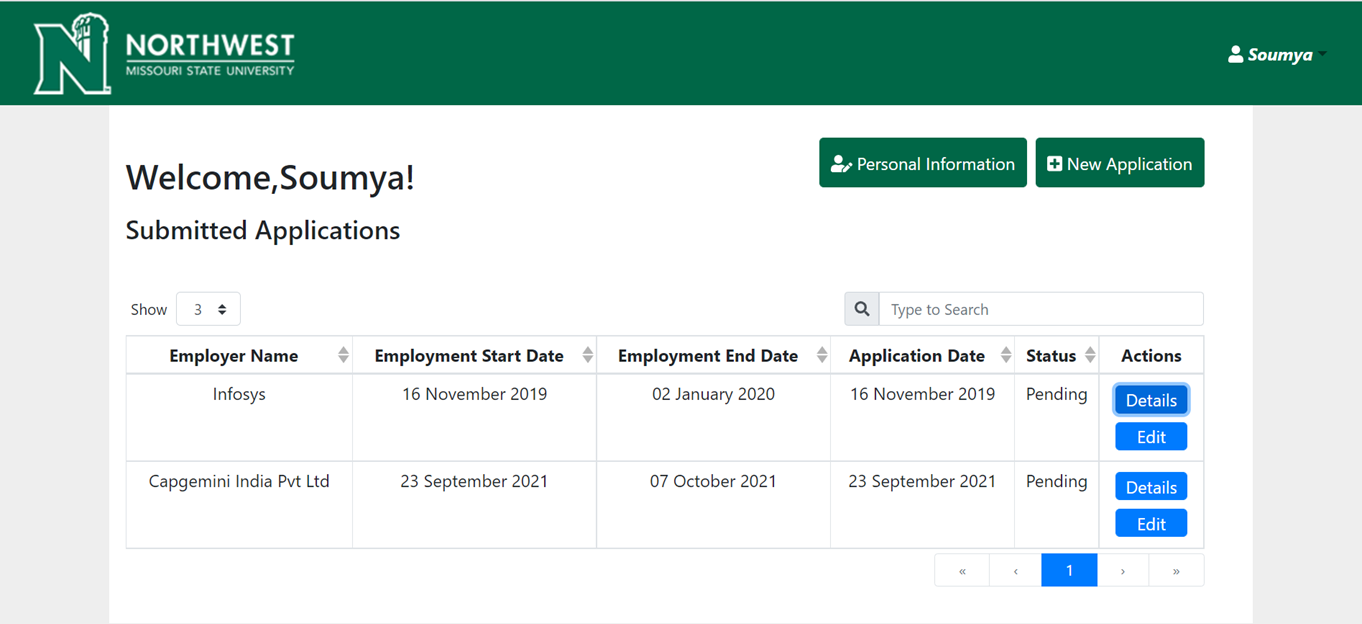 N NORTHWEST
MISSOURI STATE UNIVERSITY
Soumya
Personal Information
New Application
Welcome,Soumya!
Submitted Applications
Show 3 Type to Search
Employer Name Employment Start Date Employment End Date Application Date Status Actions
Infosys 16 November 2019 02 January 2020 16 November 2019 Pending Details
Edit
Capgemini India Pvt Ltd 23 September 2021 07 October 2021 23 September 2021 Pending Details
Edit
« ‹ 1 › »